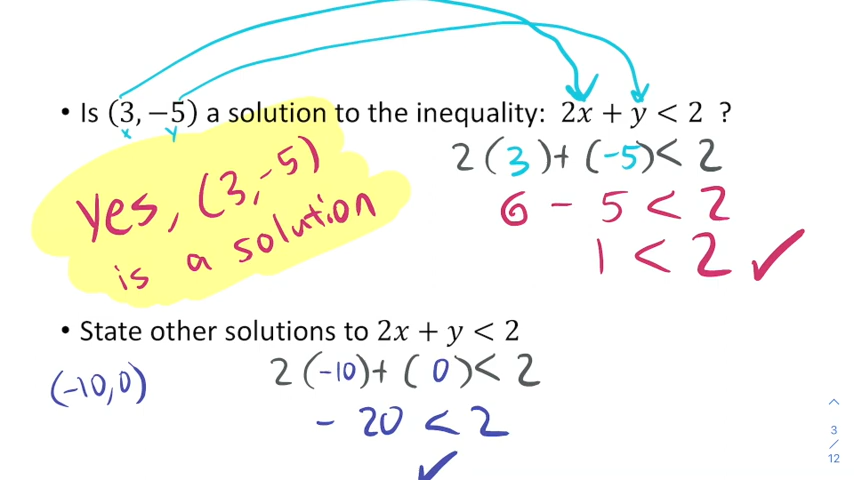 • Is (3, −5) a solution to the inequality: 2x + y < 2 ?
x y
2(3)+(-5)< 2
yes, (3,-5)
6 - 5 < 2
is a solution
1 < 2 ✓
• State other solutions to 2x + y < 2
(-10,0)
2(-10)+(0)< 2
- 20 < 2
✓
3
/
12